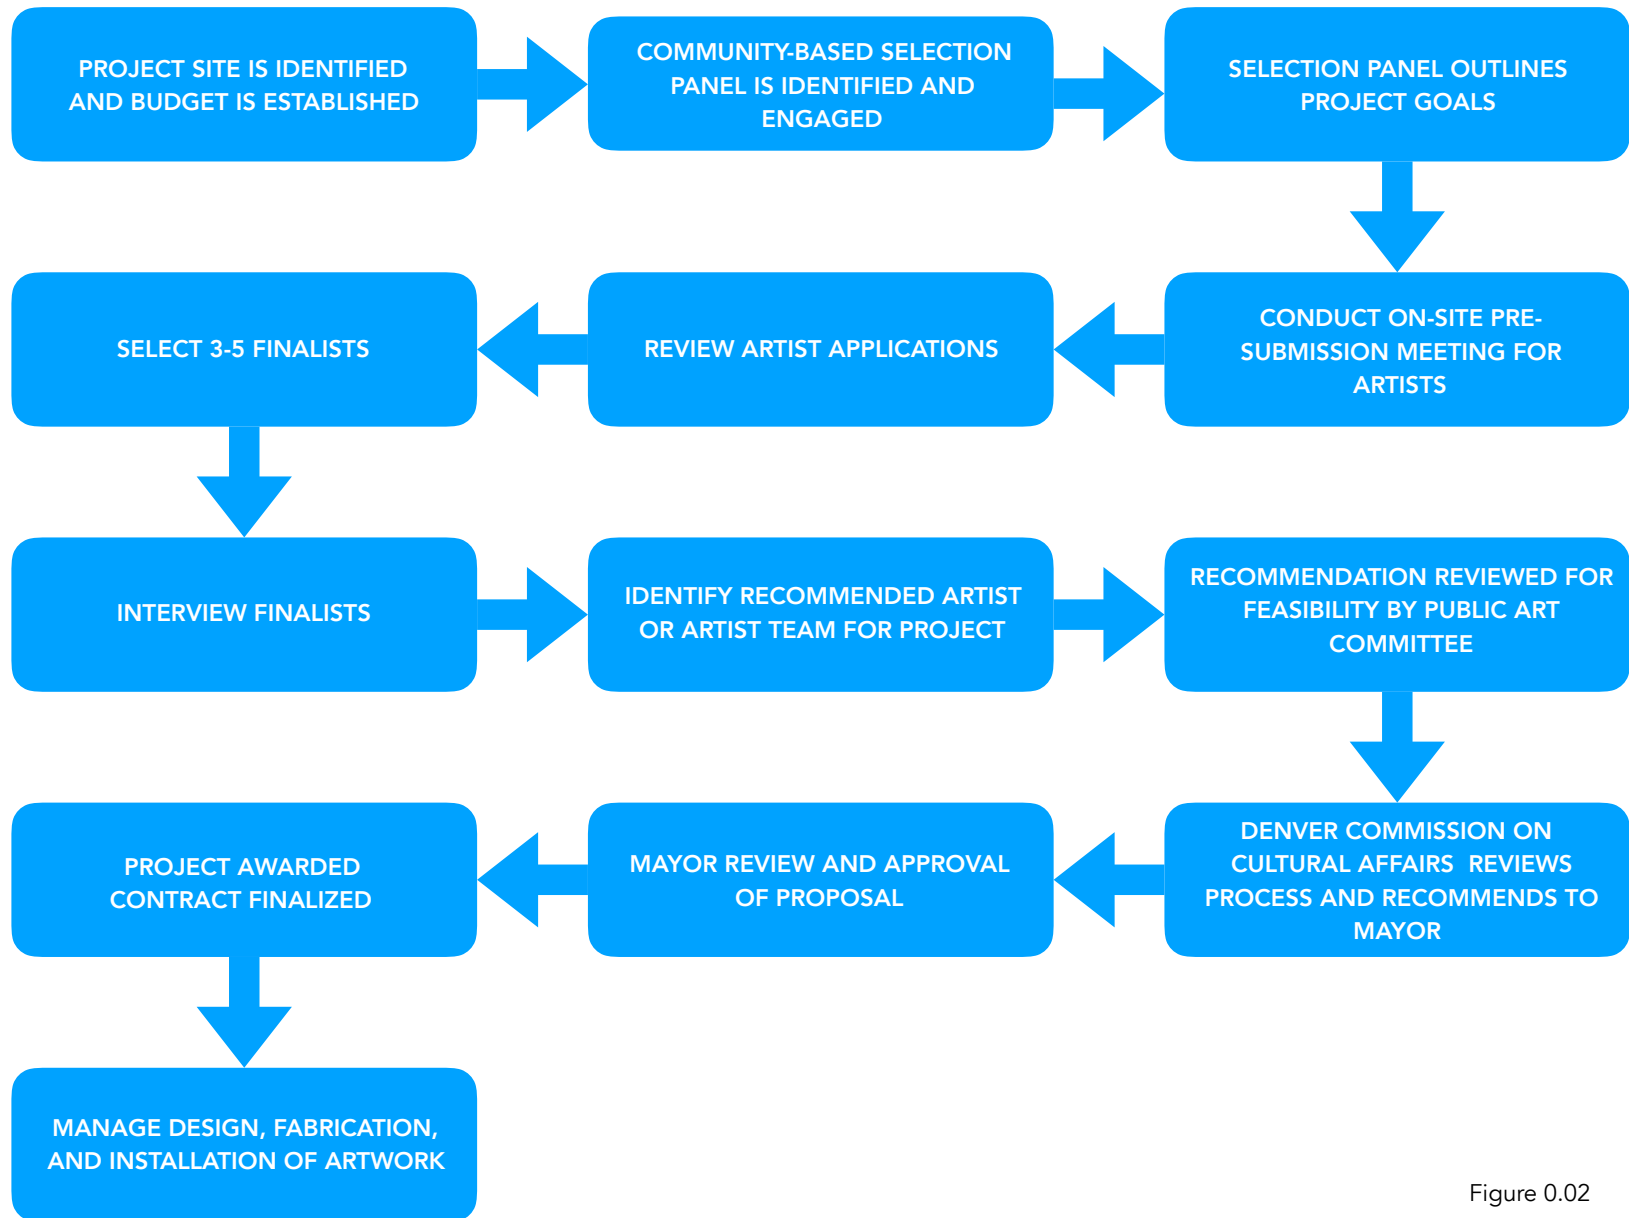 PROJECT SITE IS IDENTIFIED
AND BUDGET IS ESTABLISHED
COMMUNITY-BASED SELECTION
PANEL IS IDENTIFIED AND
ENGAGED
SELECTION PANEL OUTLINES
PROJECT GOALS
CONDUCT ON-SITE PRE-
SUBMISSION MEETING FOR
ARTISTS
REVIEW ARTIST APPLICATIONS
SELECT 3-5 FINALISTS
INTERVIEW FINALISTS
IDENTIFY RECOMMENDED ARTIST
OR ARTIST TEAM FOR PROJECT
RECOMMENDATION REVIEWED FOR
FEASIBILITY BY PUBLIC ART
COMMITTEE
DENVER COMMISSION ON
CULTURAL AFFAIRS  REVIEWS
PROCESS AND RECOMMENDS TO
MAYOR
MAYOR REVIEW AND APPROVAL
OF PROPOSAL
PROJECT AWARDED
CONTRACT FINALIZED
MANAGE DESIGN, FABRICATION,
AND INSTALLATION OF ARTWORK
Figure 0.02